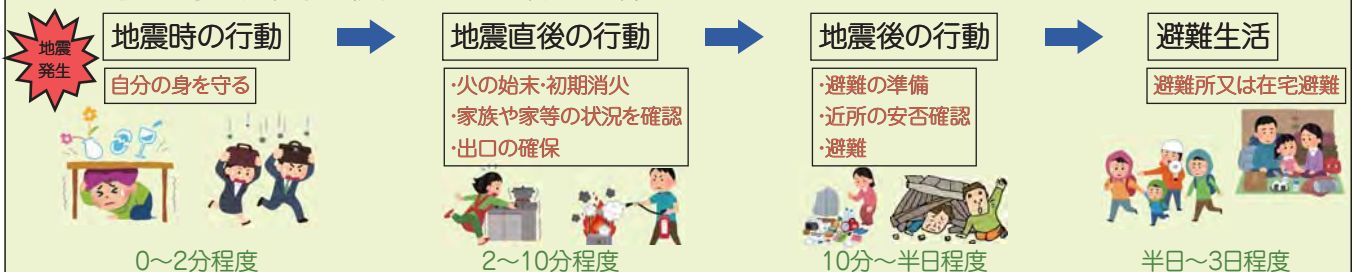 地震
発生
地震時の行動
自分の身を守る
0～2分程度
地震直後の行動
・火の始末・初期消火
・家族や家等の状況を確認
・出口の確保
2～10分程度
地震後の行動
・避難の準備
・近所の安否確認
・避難
10分～半日程度
避難生活
避難所又は在宅避難
半日～3日程度